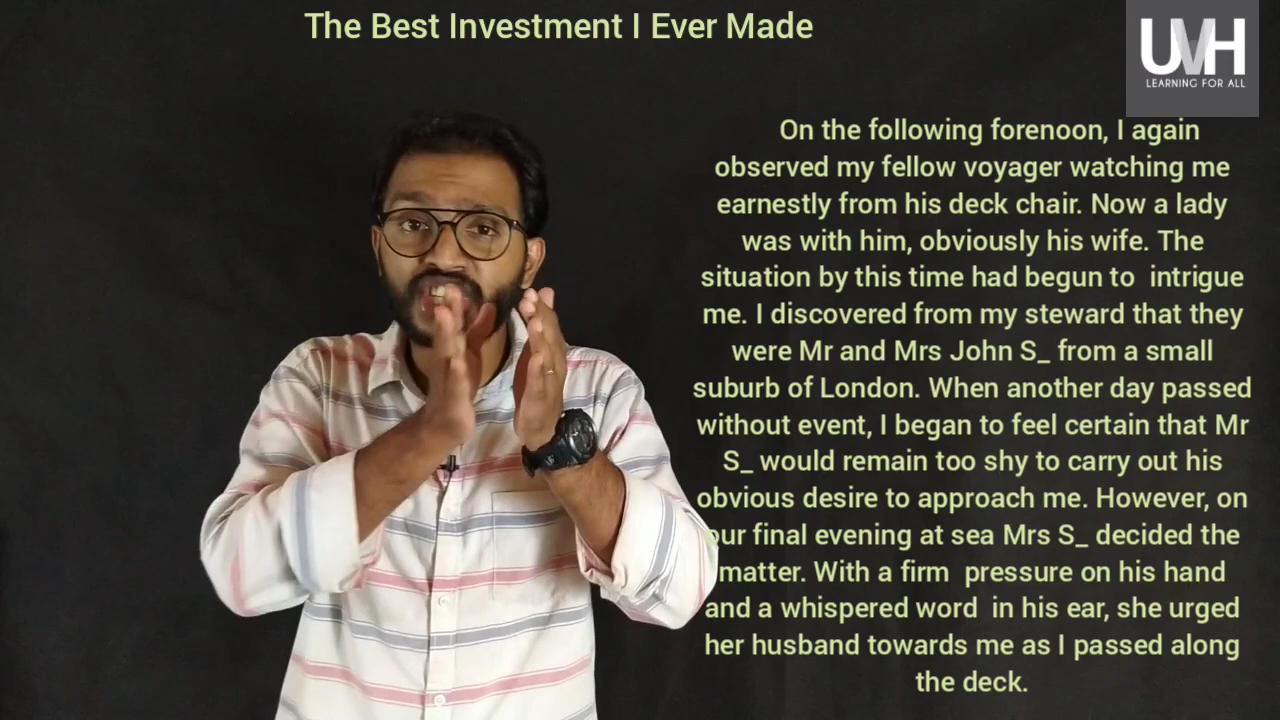 The Best Investment I Ever Made
UVH
LEARNING FOR ALL
On the following forenoon, I again
observed my fellow voyager watching me
earnestly from his deck chair. Now a lady
was with him, obviously his wife. The
situation by this time had begun to intrigue
me. I discovered from my steward that they
were Mr and Mrs John S_ from a small
suburb of London. When another day passed
without event, I began to feel certain that Mr
S_ would remain too shy to carry out his
obvious desire to approach me. However, on
our final evening at sea Mrs S_ decided the
matter. With a firm pressure on his hand
and a whispered word in his ear, she urged
her husband towards me as I passed along
the deck.